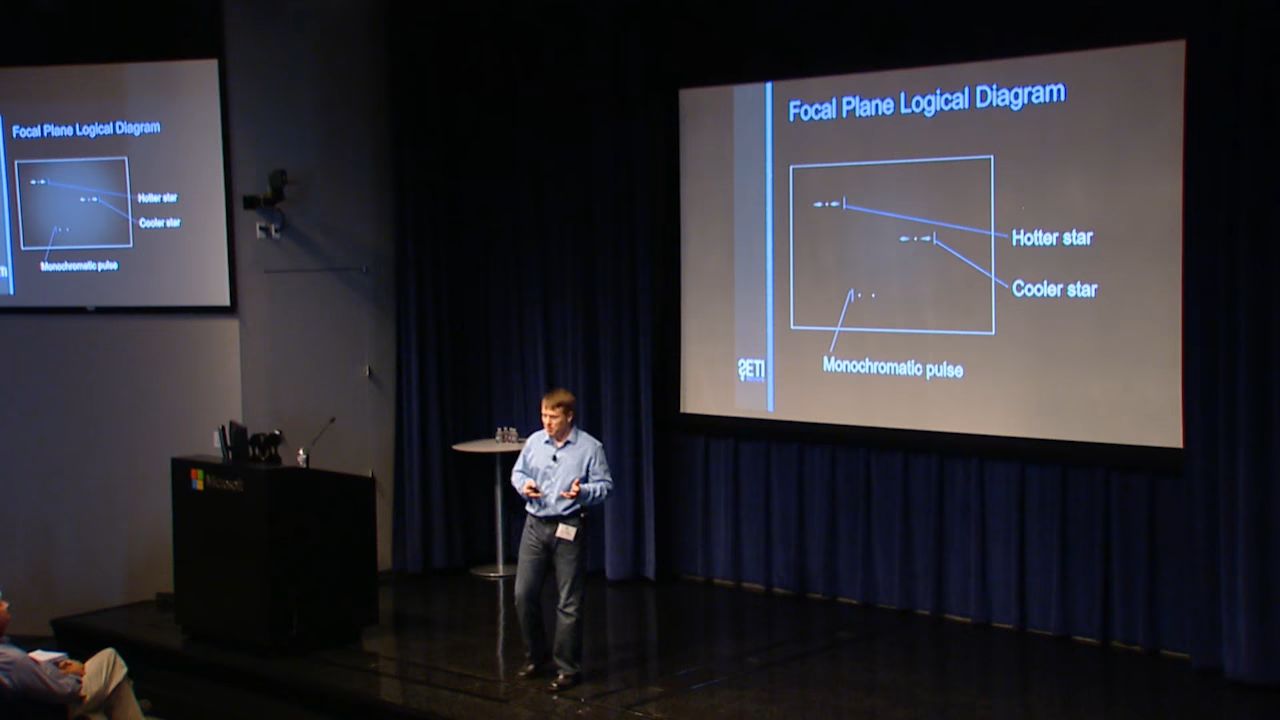 Focal Plane Logical Diagram
Hotter star
Cooler star
Monochromatic pulse
TI
Microsoft
Focal Plane Logical Diagram
Hotter star
Cooler star
Monochromatic pulse
SETI